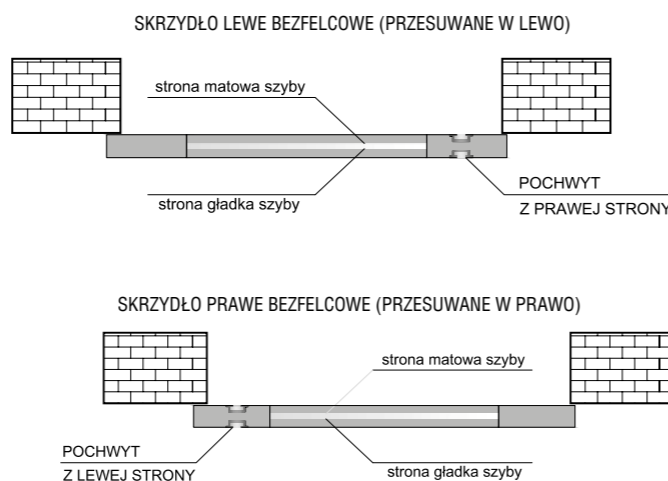 SKRZYDŁO LEWE BEZFELCOWE (PRZESUWANE W LEWO)
strona matowa szyby
strona gładka szyby
POCHWYT
Z PRAWEJ STRONY
SKRZYDŁO PRAWE BEZFELCOWE (PRZESUWANE W PRAWO)
strona matowa szyby
POCHWYT
Z LEWEJ STRONY
strona gładka szyby